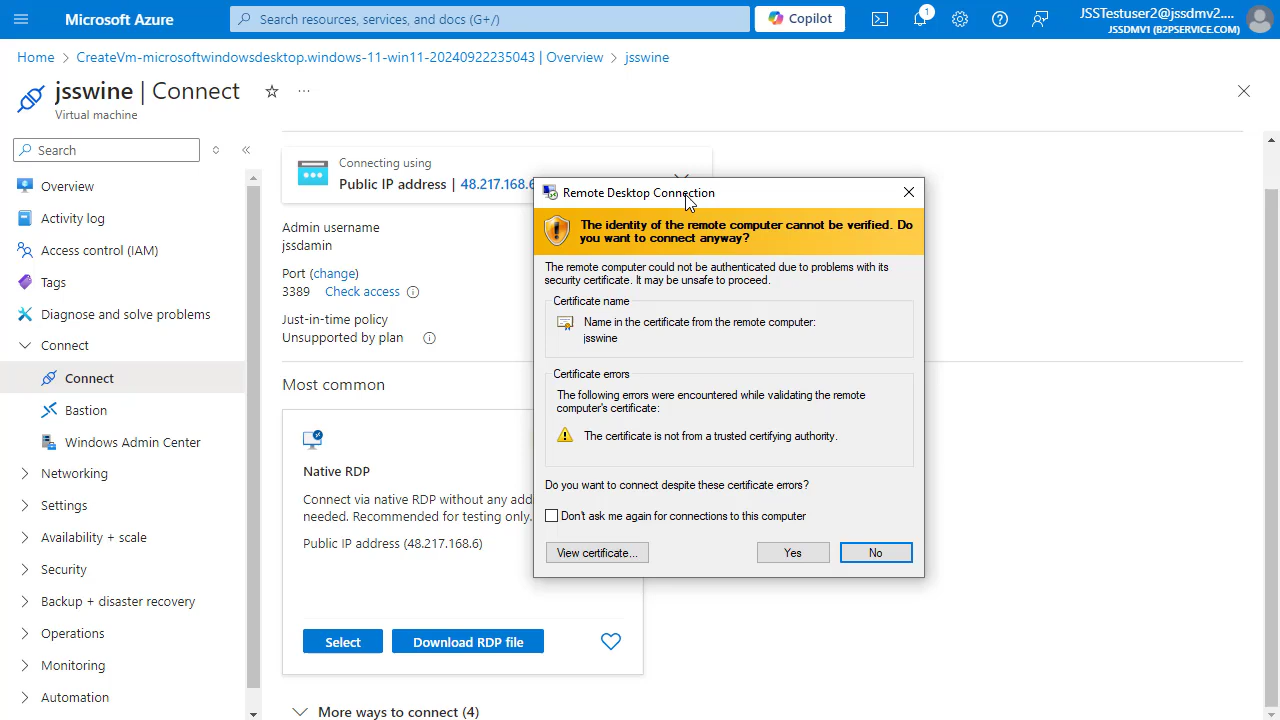 Microsoft Azure
Search resources, services, and docs (G+/)
Copilot
1
JSSTestuser2@jssdmv2....
JSSDMV1 (B2PSERVICE.COM)
Home > CreateVm-microsoftwindowsdesktop.windows-11-win11-20240922235043 | Overview > jsswine
jsswine | Connect
Virtual machine
Search
Overview
Activity log
Access control (IAM)
Tags
Diagnose and solve problems
Connect
Connect
Bastion
Windows Admin Center
Networking
Settings
Availability + scale
Security
Backup + disaster recovery
Operations
Monitoring
Automation
Connecting using
Public IP address | 48.217.168.6
Admin username
jssdamin
Port (change)
3389 Check access
Just-in-time policy
Unsupported by plan
Most common
Native RDP
Connect via native RDP without any add
needed. Recommended for testing only.
Public IP address (48.217.168.6)
Select
Download RDP file
More ways to connect (4)
Remote Desktop Connection
The identity of the remote computer cannot be verified. Do
you want to connect anyway?
The remote computer could not be authenticated due to problems with its
security certificate. It may be unsafe to proceed.
Certificate name
Name in the certificate from the remote computer:
jsswine
Certificate errors
The following errors were encountered while validating the remote
computer's certificate:
The certificate is not from a trusted certifying authority.
Do you want to connect despite these certificate errors?
Don't ask me again for connections to this computer
View certificate...
Yes
No